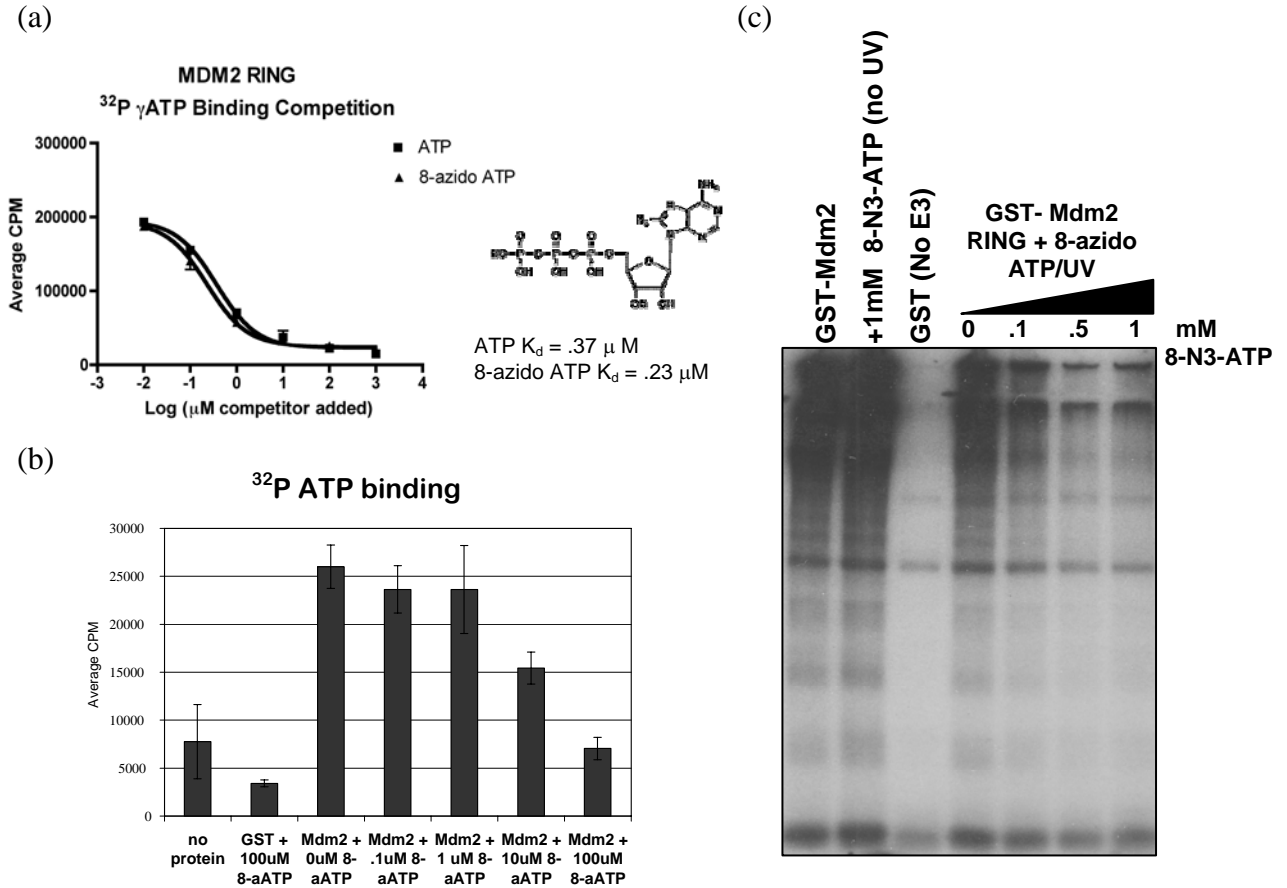 (a)
MDM2 RING
32P γATP Binding Competition
300000
200000
100000
0
Average CPM
-3 -2 -1 0 1 2 3 4
Log (μM competitor added)
ATP
8-azido ATP
ATP Kd = .37 μ M
8-azido ATP Kd = .23 μM
(b)
32P ATP binding
30000
25000
20000
15000
10000
5000
0
Average CPM
no protein
GST + 100uM 8-aATP
Mdm2 + 0uM 8-aATP
Mdm2 + .1uM 8-aATP
Mdm2 + 1 uM 8-aATP
Mdm2 + 10uM 8-aATP
Mdm2 + 100uM 8-aATP
(c)
GST-Mdm2
+1mM 8-N3-ATP (no UV)
GST (No E3)
GST- Mdm2
RING + 8-azido
ATP/UV
0 .1 .5 1 mM
8-N3-ATP